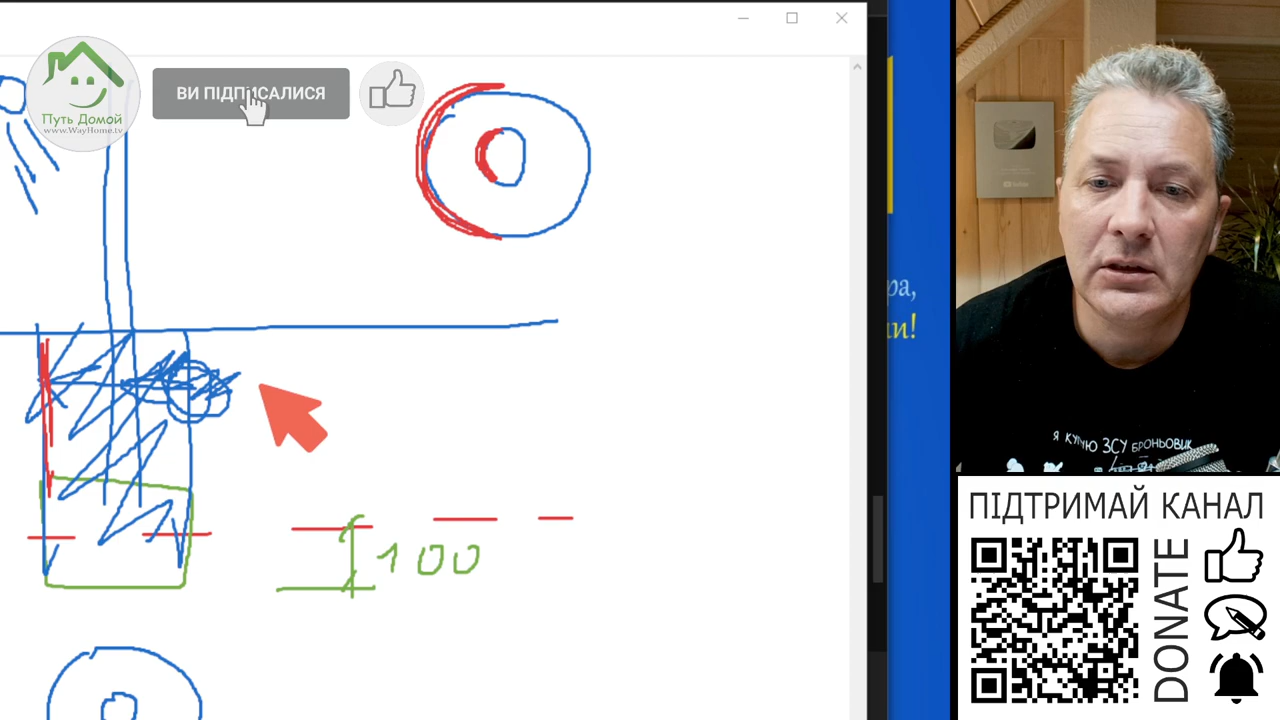 Путь Домой
www.WayHome.tv
ВИ ПІДПИСАЛИСЯ
100
ра,
ли!
Я КУПУЮ ЗСУ БРОНЬОВИК
ПІДТРИМАЙ КАНАЛ
DONATE